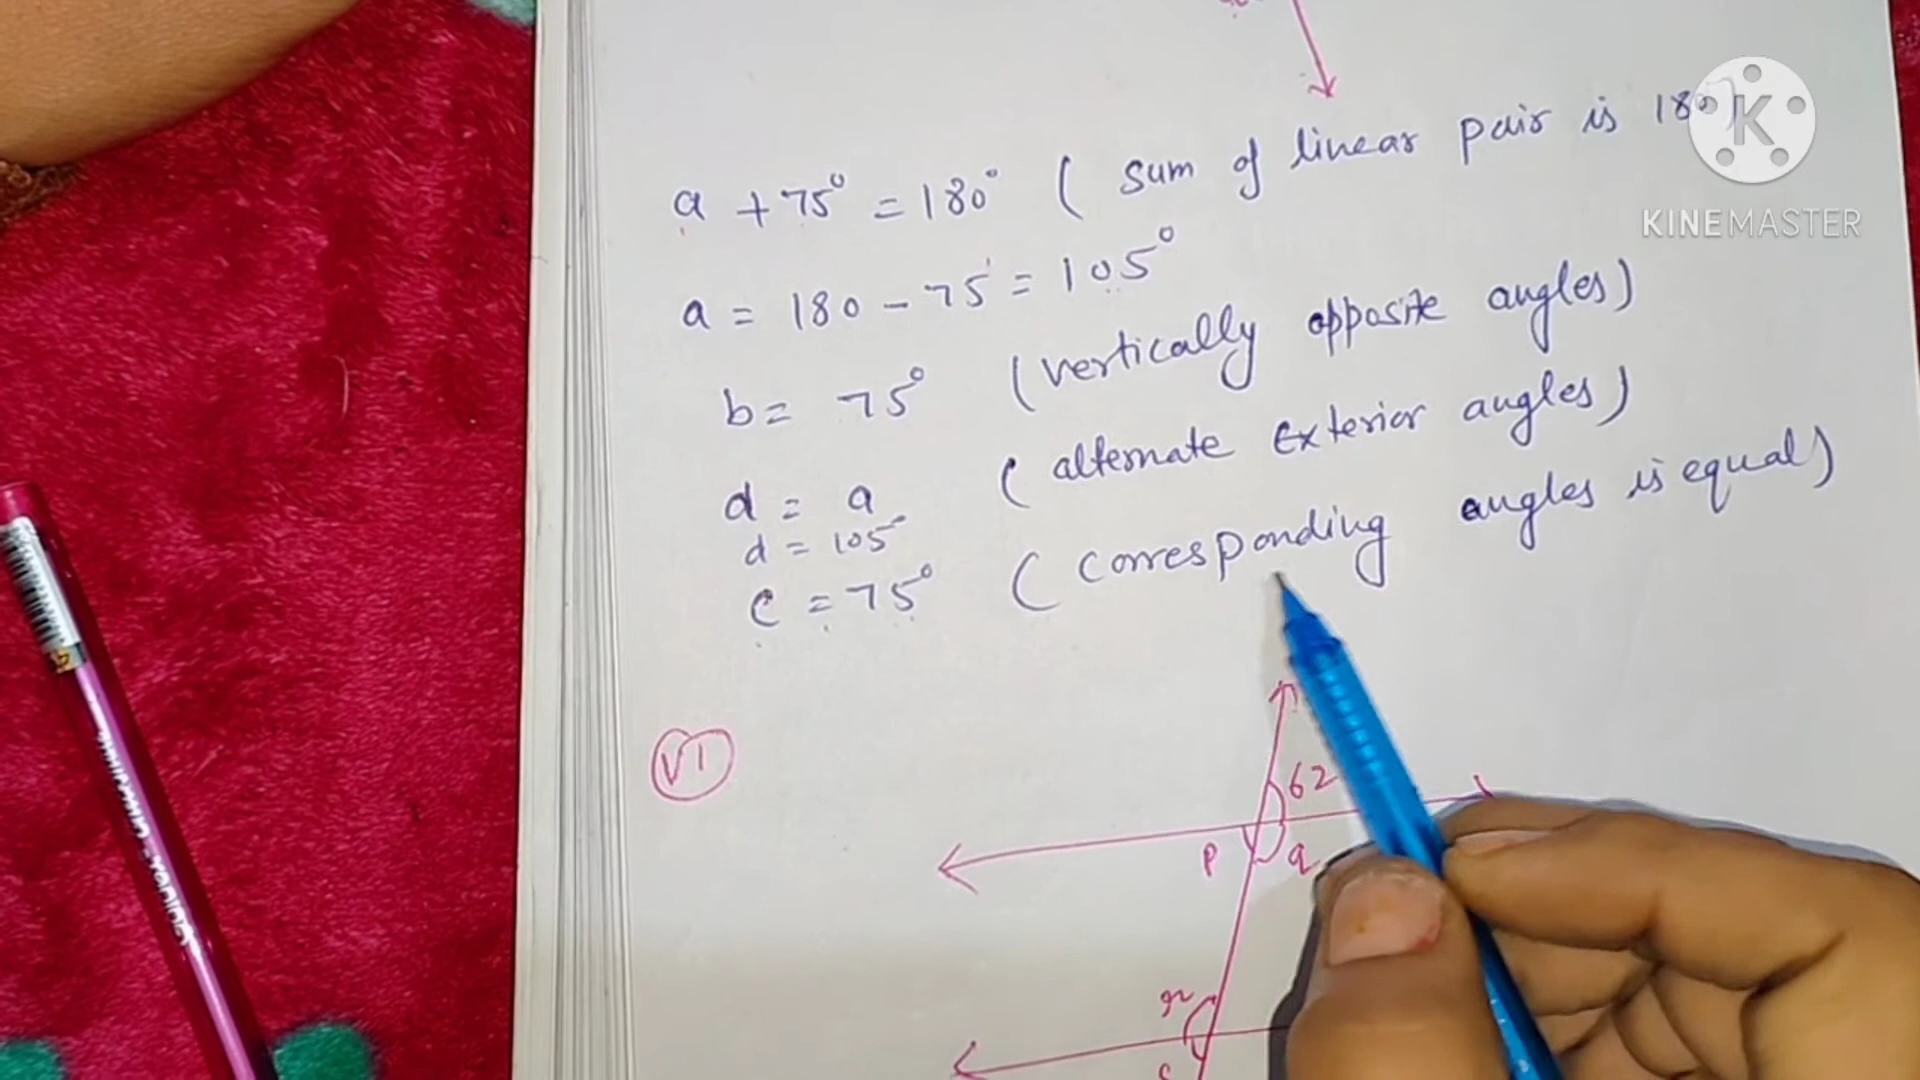 a + 75° = 180° ( sum of linear pair is 180°)
a = 180 - 75 = 105°
b = 75° (vertically opposite angles)
d = a (alternate exterior angles)
d = 105°
c = 75° (corresponding angles is equal)
VI
62
P q
r
s
K
KINEMASTER